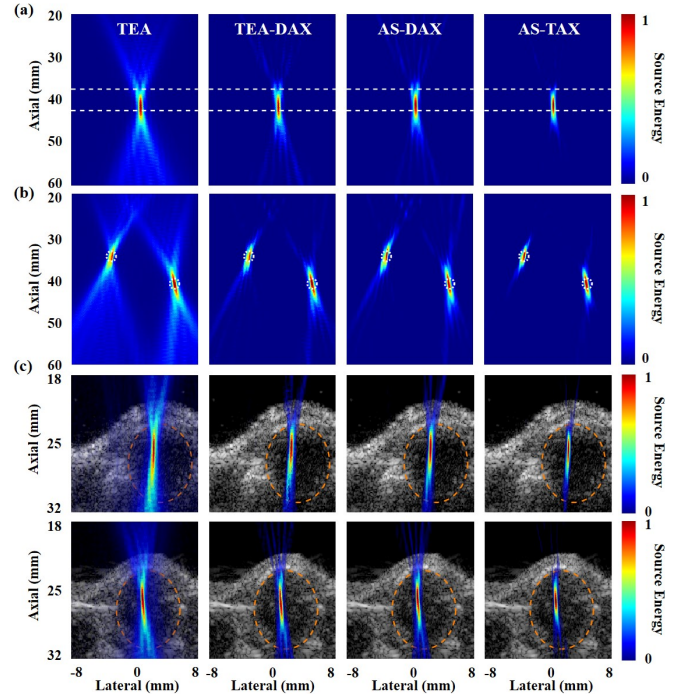 (a)
TEA
TEA-DAX
AS-DAX
AS-TAX
20
30
40
50
60
Axial (mm)
1
0
Source Energy
(b)
20
30
40
50
60
Axial (mm)
1
0
Source Energy
(c)
18
25
32
Axial (mm)
1
0
Source Energy
18
25
32
Axial (mm)
1
0
Source Energy
-8 0 8
-8 0 8
-8 0 8
-8 0 8
Lateral (mm)
Lateral (mm)
Lateral (mm)
Lateral (mm)